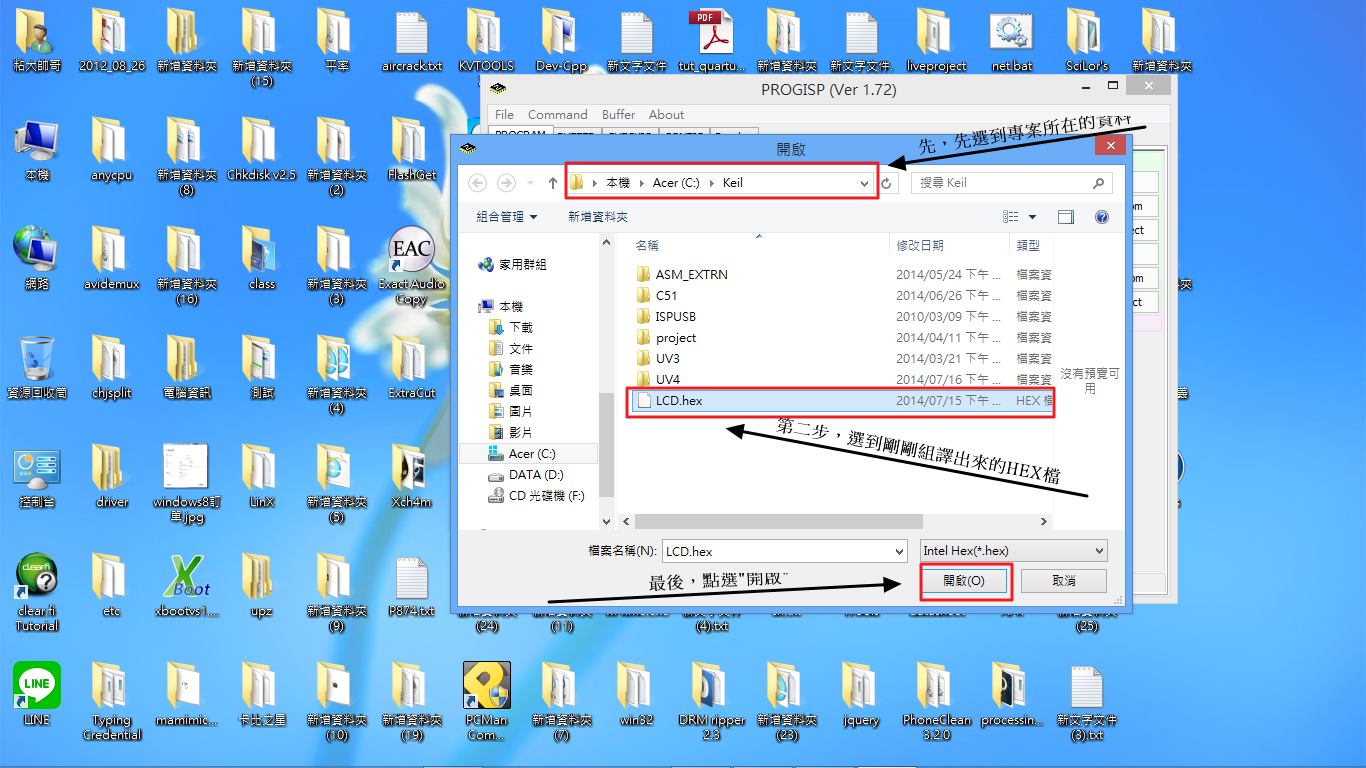 粘大帥哥
2012_08_26
新增資料夾
新增資料夾 (15)
平率
aircrack.txt
KVTOOLS
Dev-Cpp
新文字文件
tut_quartu...
新增資料夾
新文字文件.
liveproject
net.bat
SciLor's
新增資料夾
PROGISP (Ver 1.72)
File Command Buffer About
PROGRAM
先，先選到專案所在的資料
開啟
本機 Acer (C:) Keil
搜尋 Keil
組合管理
新增資料夾
本機
anycpu
新增資料夾 (8)
Chkdisk v2.5
新增資料夾 (2)
FlashGet
網路
avidemux
新增資料夾 (16)
class
新增資料夾 (3)
EAC
Exact Audio Copy
資源回收筒
chjsplit
電腦資訊
測試
新增資料夾 (4)
ExtraCut
控制台
driver
windows8訂單.jpg
LinX
新增資料夾 (5)
Xch4m
家用群組
本機
下載
文件
音樂
桌面
圖片
影片
Acer (C:)
DATA (D:)
CD 光碟機 (F:)
名稱 修改日期 類型
ASM_EXTRN 2014/05/24 下午 ... 檔案資
C51 2014/06/26 下午 ... 檔案資
ISPUSB 2010/03/09 下午 ... 檔案資
project 2014/04/11 下午 ... 檔案資
UV3 2014/03/21 下午 ... 檔案資
UV4 2014/07/16 下午 ... 檔案資
LCD.hex 2014/07/15 下午 ... HEX 檔
沒有預覽可用
第二步，選到剛剛組譯出來的HEX檔
檔案名稱(N): LCD.hex
Intel Hex(*.hex)
最後，點選"開啟"
開啟(O)
取消
clear.fi
clear.fi Tutorial
etc
XBoot
xbootvs1....
upz
新增資料夾 (9)
P874.txt
(24)
(11)
(4).txt
(25)
LINE
LINE
Typing Credential
mamimic...
卡比之星
新增資料夾 (10)
新增資料夾 (19)
PCMan Com...
新增資料夾 (7)
win32
DRM ripper 2.3
新增資料夾 (23)
jquery
PhoneClean 3.2.0
processin...
新文字文件 (3).txt